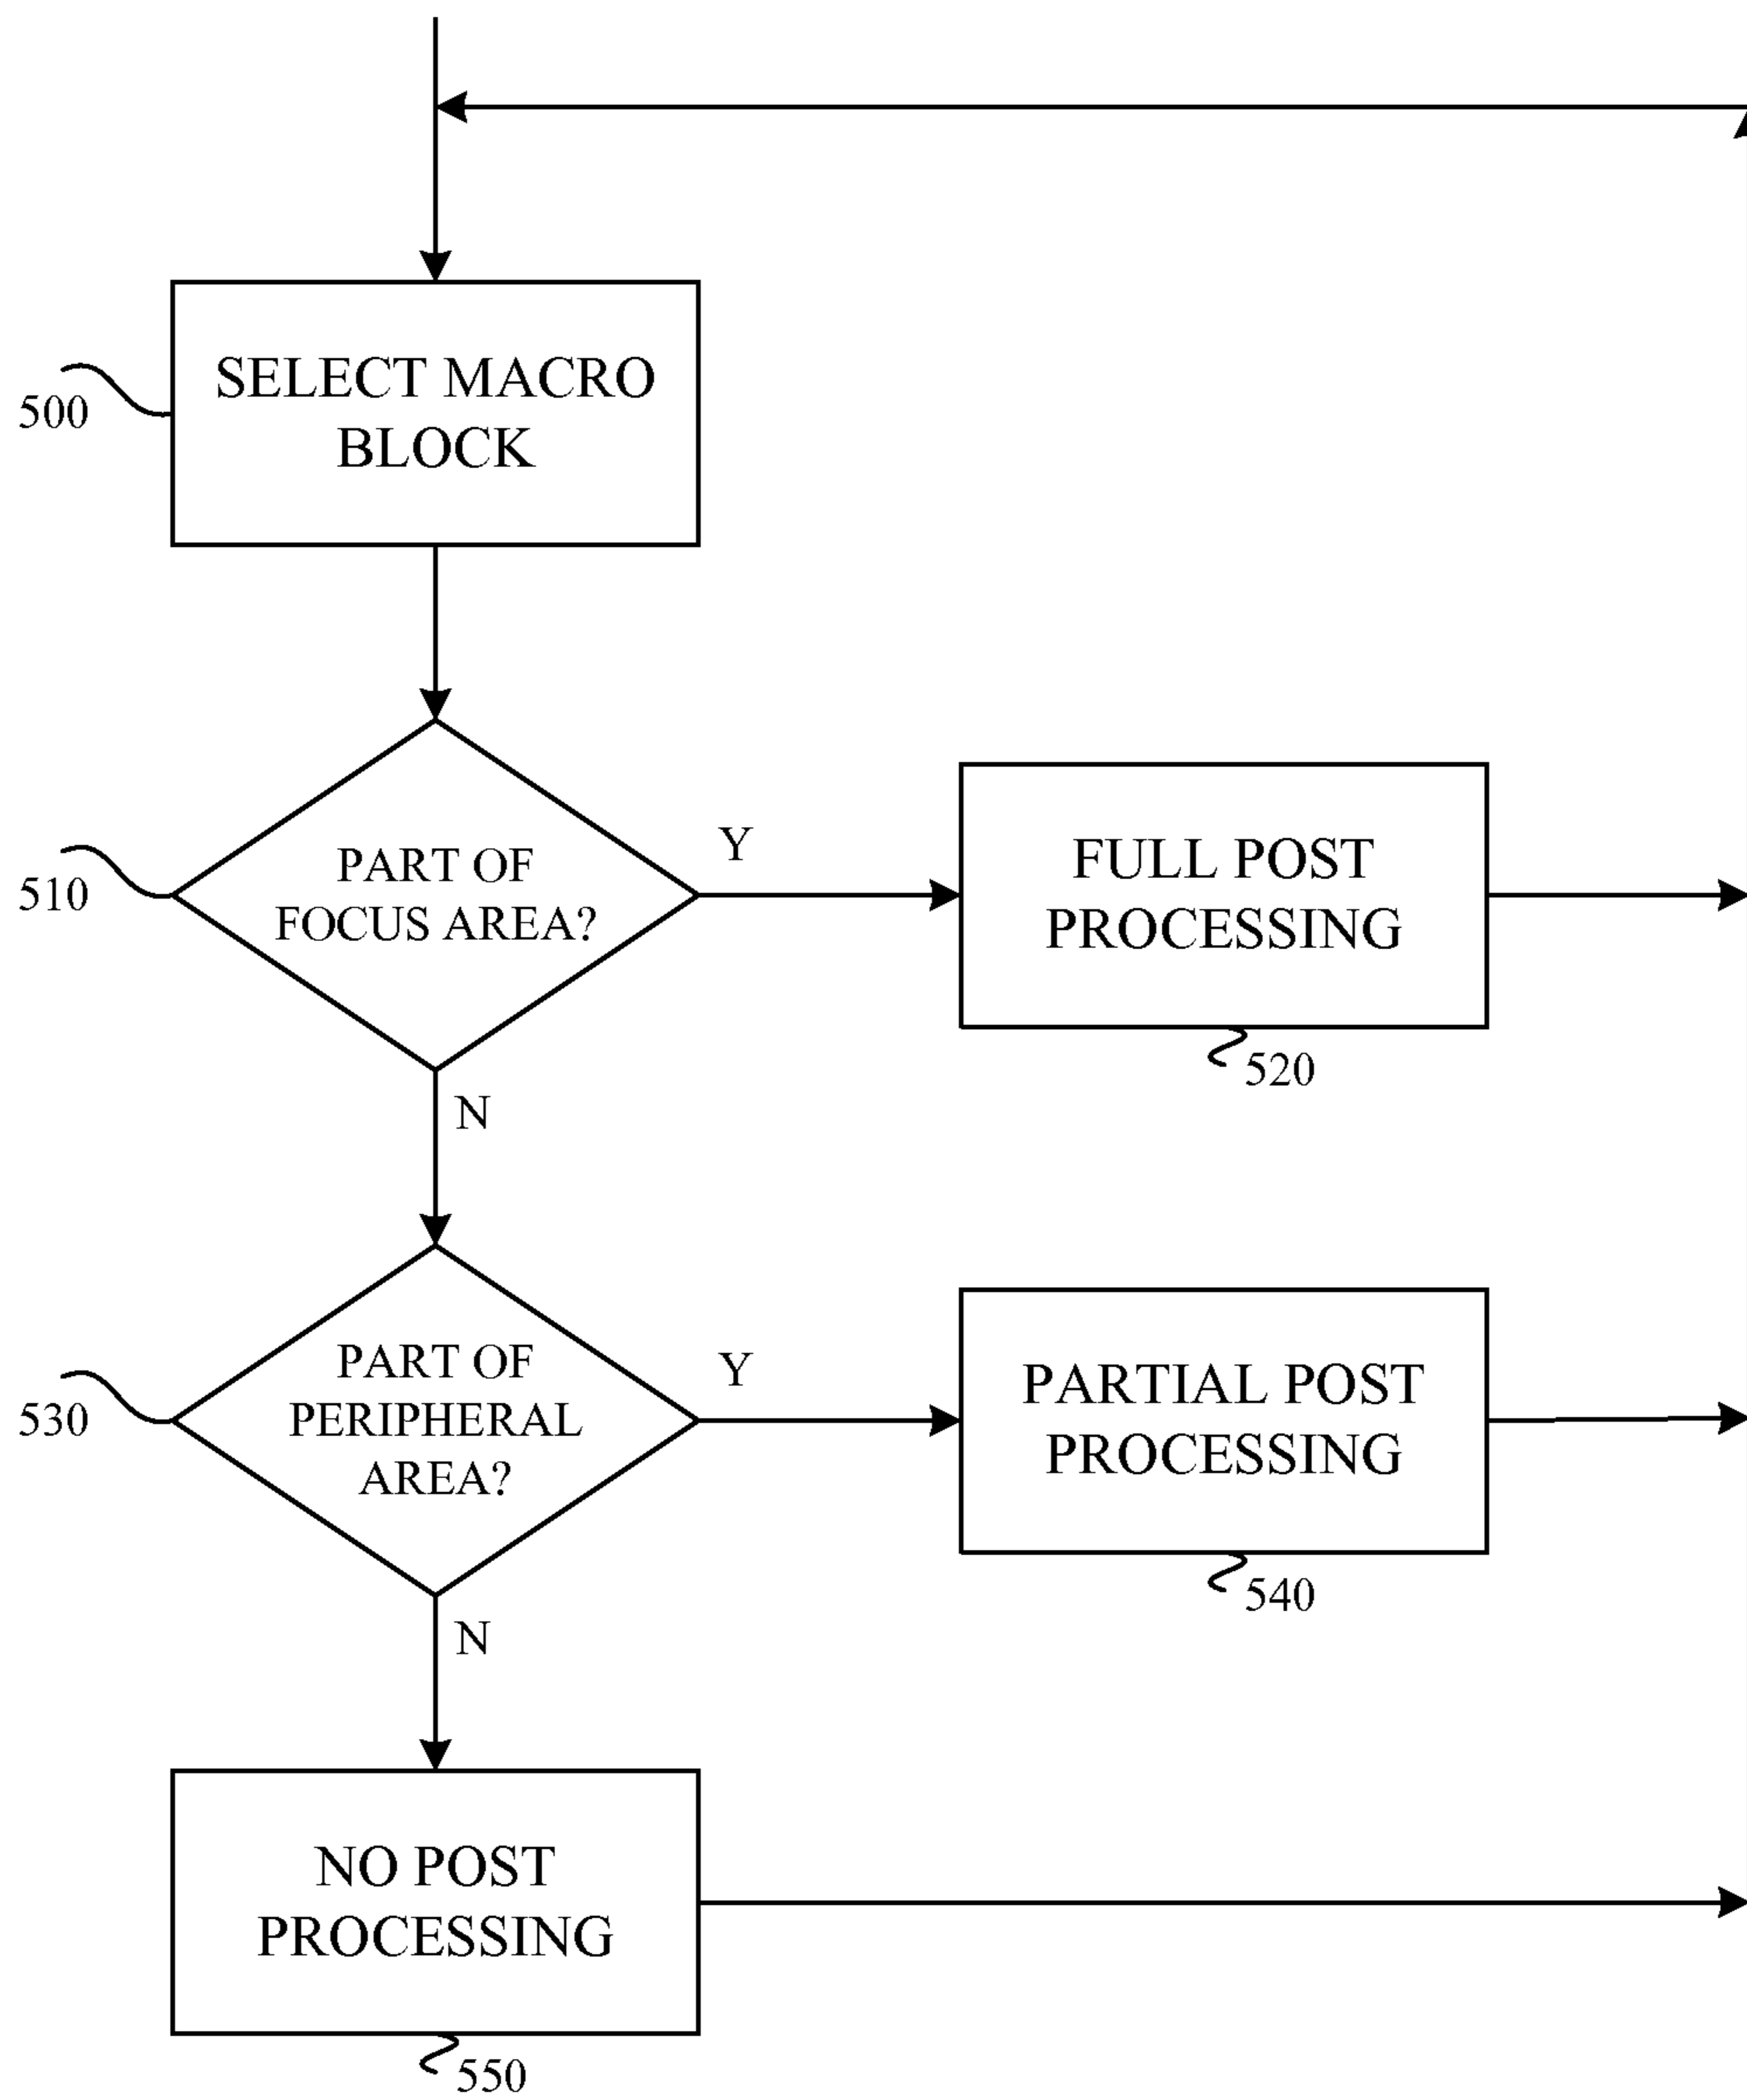 SELECT MACRO
BLOCK
500
PART OF
FOCUS AREA?
510
Y
FULL POST
PROCESSING
520
N
PART OF
PERIPHERAL
AREA?
530
Y
PARTIAL POST
PROCESSING
540
N
NO POST
PROCESSING
550